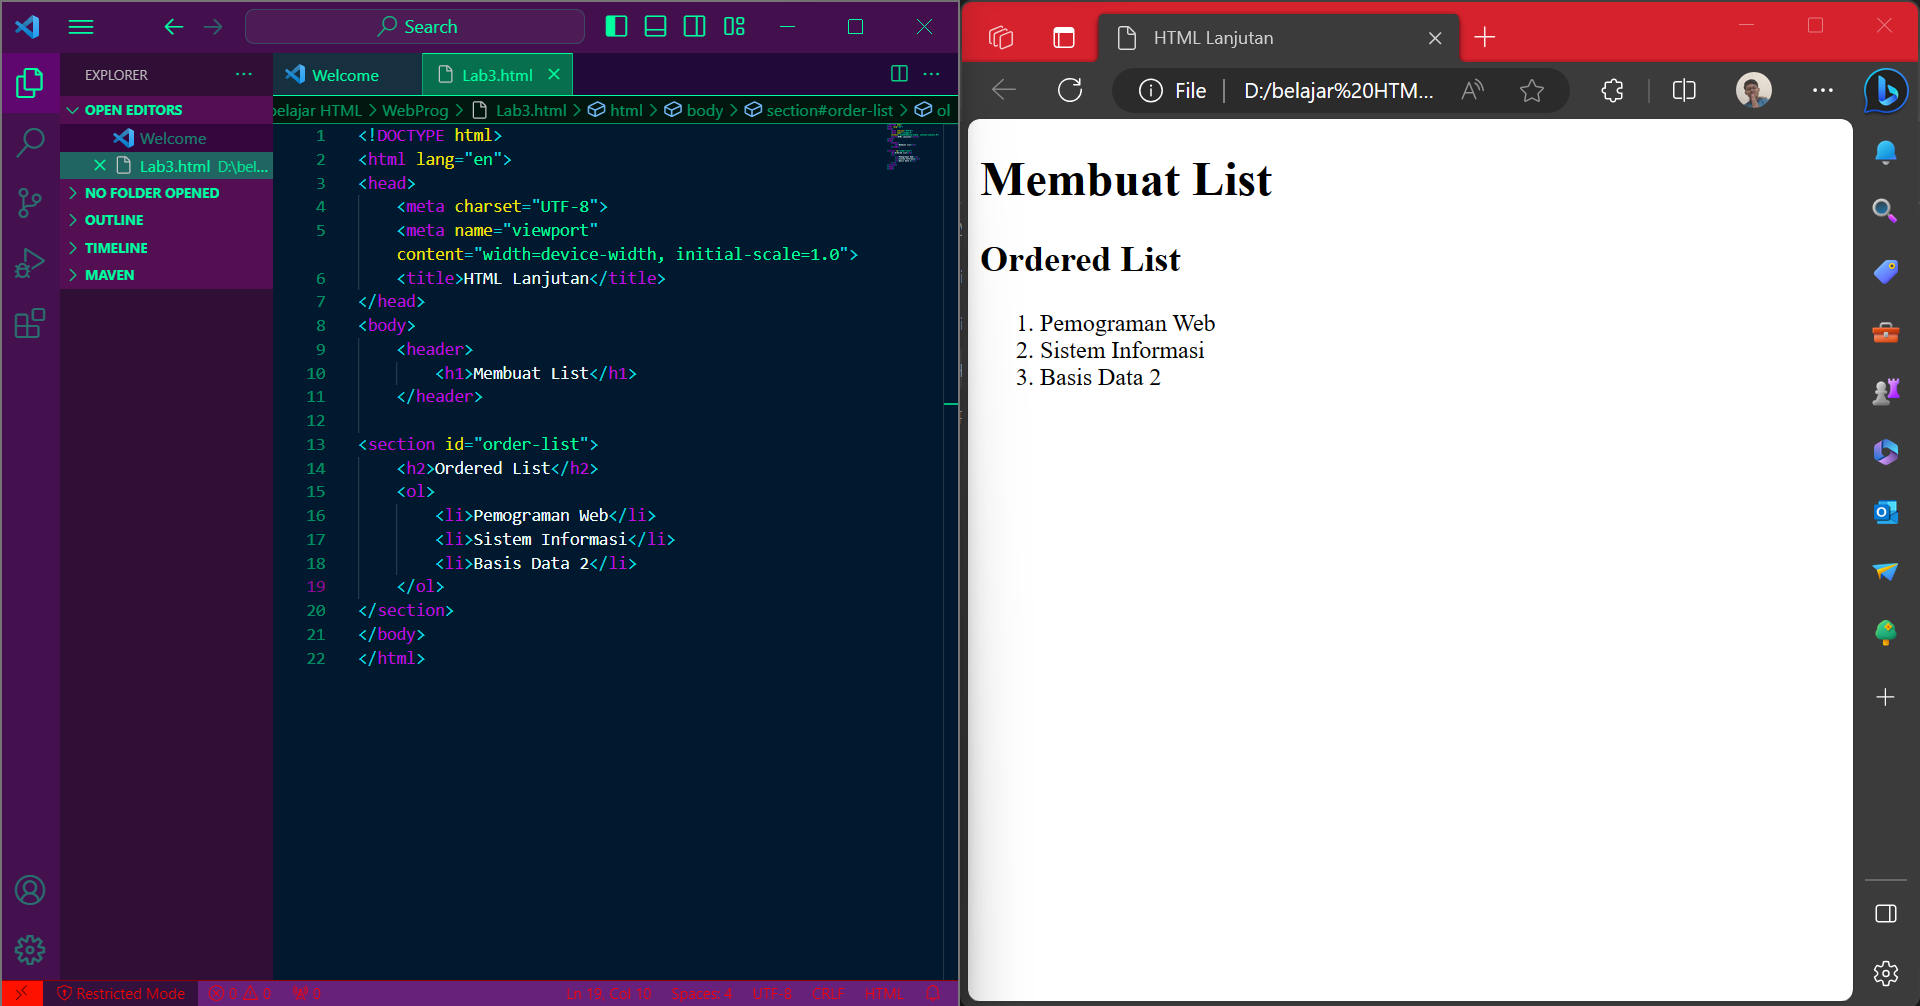 Search
EXPLORER
OPEN EDITORS
Welcome
Lab3.html D:\bel...
NO FOLDER OPENED
OUTLINE
TIMELINE
MAVEN
Welcome
Lab3.html
belajar HTML > WebProg > Lab3.html > html > body > section#order-list > ol
1 <!DOCTYPE html>
2 <html lang="en">
3 <head>
4 <meta charset="UTF-8">
5 <meta name="viewport"
content="width=device-width, initial-scale=1.0">
6 <title>HTML Lanjutan</title>
7 </head>
8 <body>
9 <header>
10 <h1>Membuat List</h1>
11 </header>
12
13 <section id="order-list">
14 <h2>Ordered List</h2>
15 <ol>
16 <li>Pemograman Web</li>
17 <li>Sistem Informasi</li>
18 <li>Basis Data 2</li>
19 </ol>
20 </section>
21 </body>
22 </html>
Restricted Mode
0 0
0
Ln 19, Col 10 Spaces: 4 UTF-8 CRLF HTML
HTML Lanjutan
File D:/belajar%20HTM...
Membuat List
Ordered List
1. Pemograman Web
2. Sistem Informasi
3. Basis Data 2